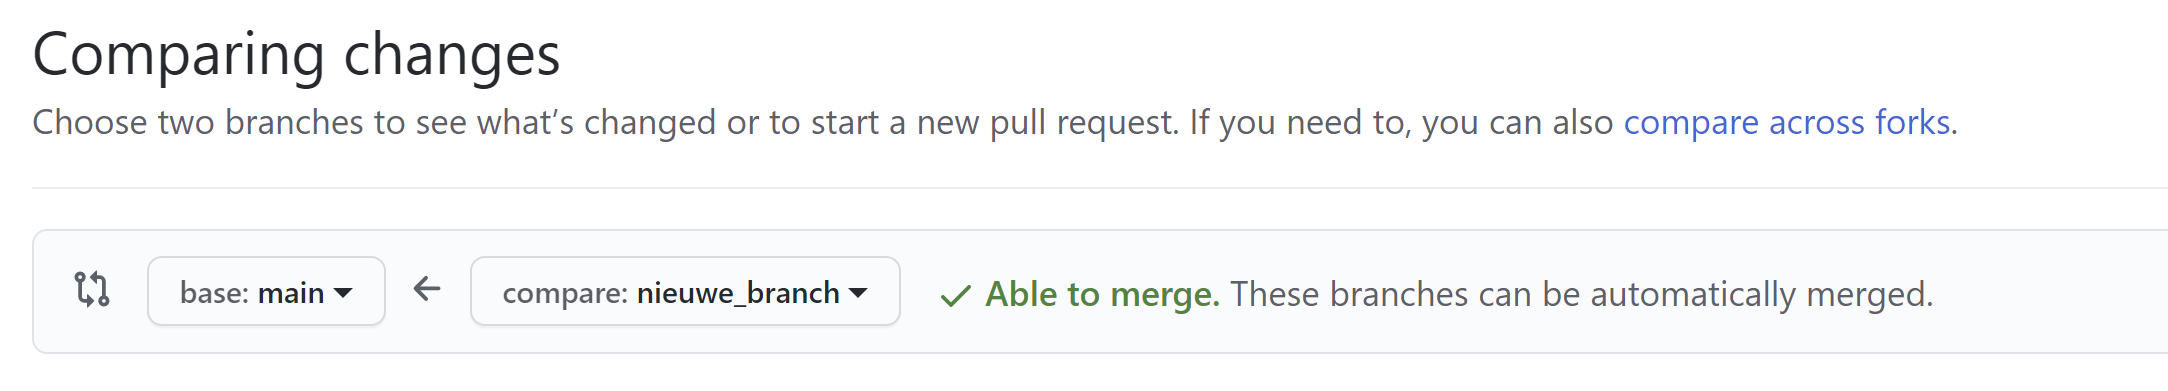 Comparing changes
Choose two branches to see what’s changed or to start a new pull request. If you need to, you can also compare across forks.
base: main compare: nieuwe_branch Able to merge. These branches can be automatically merged.